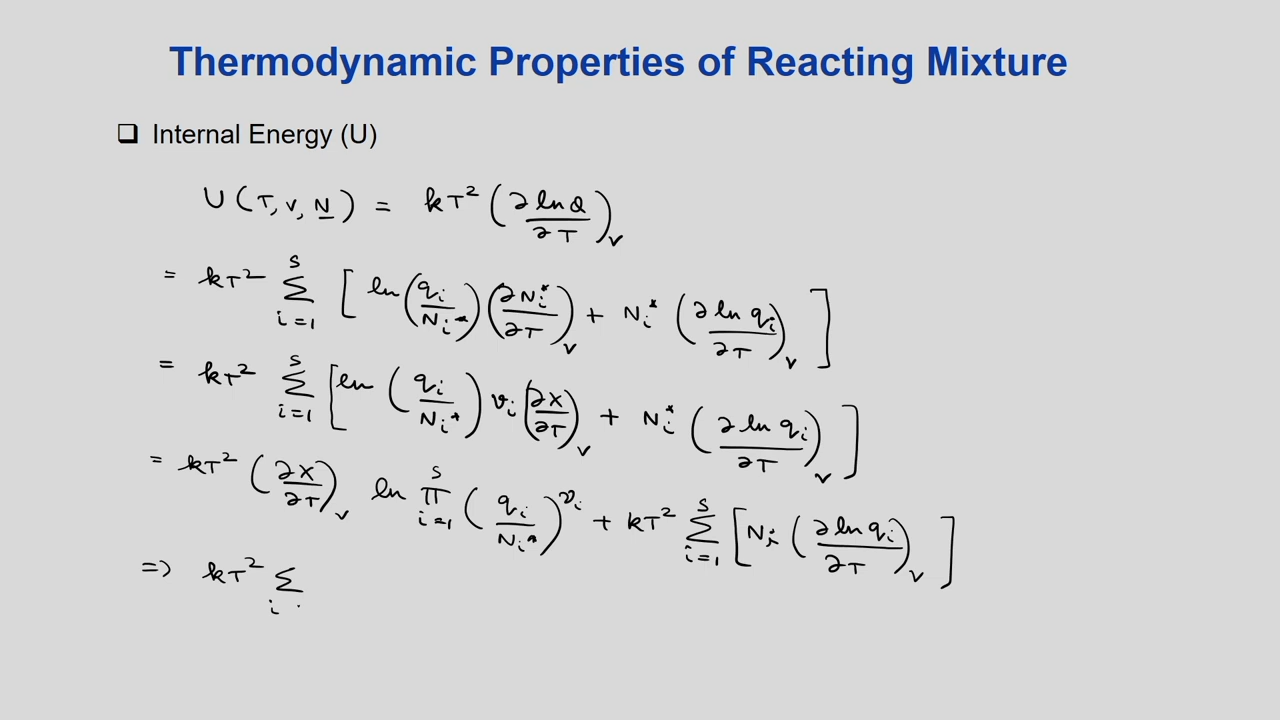 Thermodynamic Properties of Reacting Mixture
❑ Internal Energy (U)
U(T, V, N̲) = kT² (∂ ln Q / ∂T)_V
= kT² Σ_{i=1}^{s} [ ln(q_i / N_i*) (∂N_i* / ∂T)_V + N_i* (∂ ln q_i / ∂T)_V ]
= kT² Σ_{i=1}^{s} [ ln (q_i / N_i*) ν_i (∂X / ∂T)_V + N_i* (∂ ln q_i / ∂T)_V ]
= kT² (∂X / ∂T)_V ln Π_{i=1}^{s} (q_i / N_i*)^{ν_i} + kT² Σ_{i=1}^{s} [ N_i (∂ ln q_i / ∂T)_V ]
=> kT² Σ_i